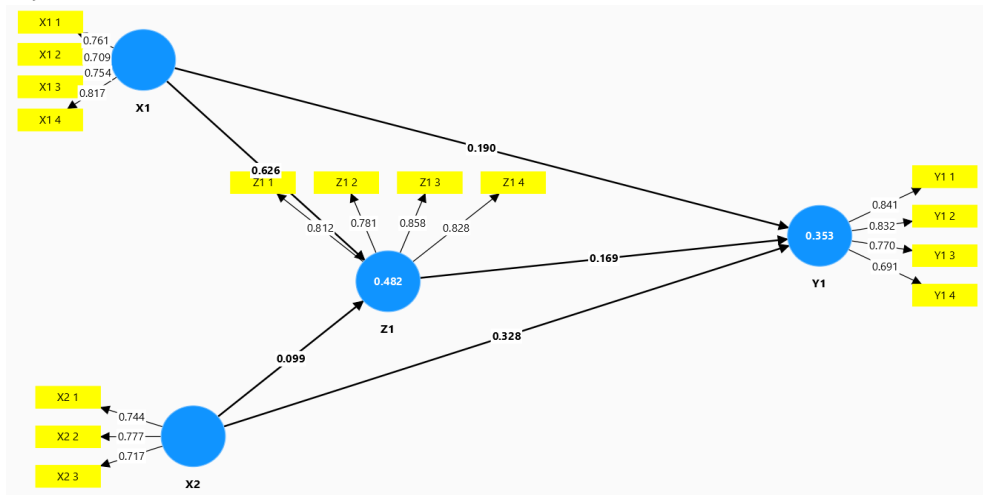 X1 1
0.761
X1 2
0.709
0.754
X1 3
0.817
X1 4
X1
0.190
0.626
Z1 1
Z1 2
Z1 3
Z1 4
0.812
0.781
0.858
0.828
0.482
Z1
0.169
0.353
Y1
Y1 1
0.841
Y1 2
0.832
0.770
Y1 3
0.691
Y1 4
0.099
0.328
X2 1
0.744
X2 2
0.777
0.717
X2 3
X2